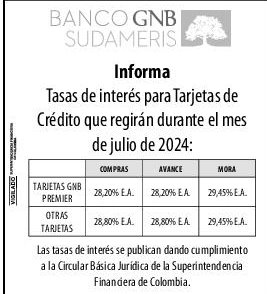 BANCO GNB
SUDAMERIS
Informa
Tasas de interés para Tarjetas de
Crédito que regirán durante el mes
de julio de 2024:
COMPRAS AVANCE MORA
TARJETAS GNB PREMIER 28,20% E.A. 28,20% E.A. 29,45% E.A.
OTRAS TARJETAS 28,80% E.A. 28,80% E.A. 29,45% E.A.
Las tasas de interés se publican dando cumplimiento
a la Circular Básica Jurídica de la Superintendencia
Financiera de Colombia.
VIGILADO